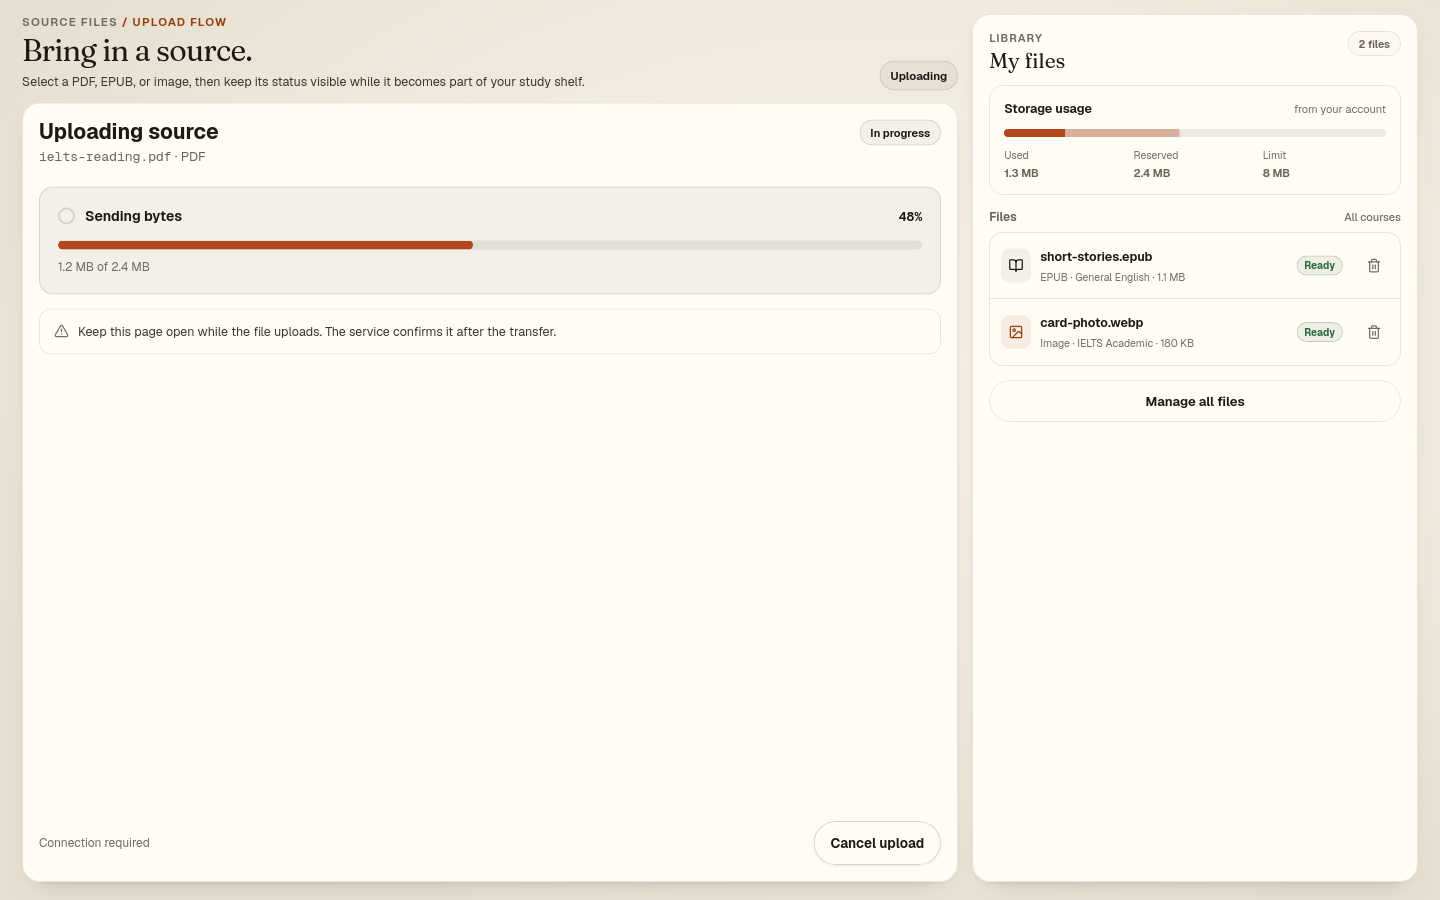 SOURCE FILES / UPLOAD FLOW
Bring in a source.
Select a PDF, EPUB, or image, then keep its status visible while it becomes part of your study shelf.
Uploading
Uploading source
ielts-reading.pdf · PDF
In progress
Sending bytes
48%
1.2 MB of 2.4 MB
Keep this page open while the file uploads. The service confirms it after the transfer.
Connection required
Cancel upload
LIBRARY
My files
2 files
Storage usage
from your account
Used
Reserved
Limit
1.3 MB
2.4 MB
8 MB
Files
All courses
short-stories.epub
EPUB · General English · 1.1 MB
Ready
card-photo.webp
Image · IELTS Academic · 180 KB
Ready
Manage all files